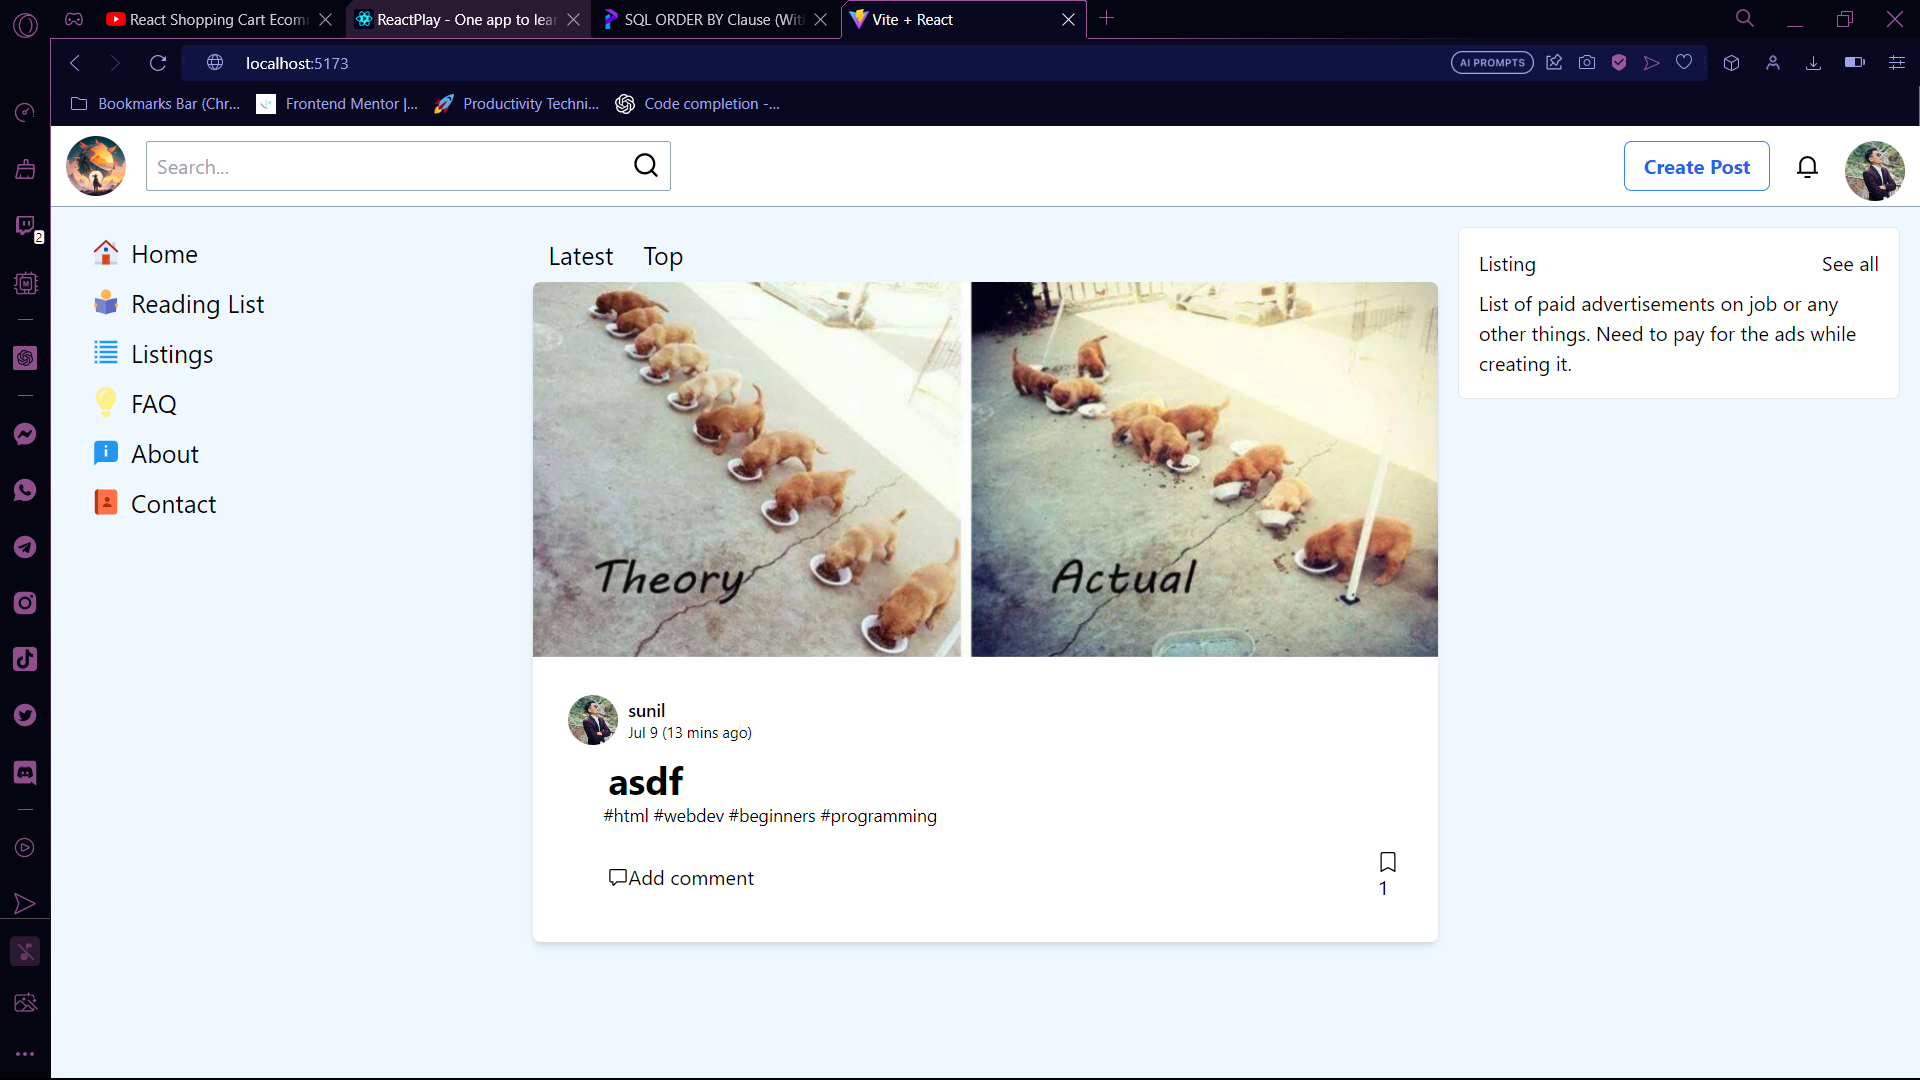 React Shopping Cart Ecom
ReactPlay - One app to lear
SQL ORDER BY Clause (Wit
Vite + React
localhost:5173
AI PROMPTS
Bookmarks Bar (Chr...
Frontend Mentor |...
Productivity Techni...
Code completion -...
Search...
Create Post
2
Home
Reading List
Listings
FAQ
About
Contact
Latest Top
Theory
Actual
sunil
Jul 9 (13 mins ago)
asdf
#html #webdev #beginners #programming
Add comment
1
Listing See all
List of paid advertisements on job or any
other things. Need to pay for the ads while
creating it.